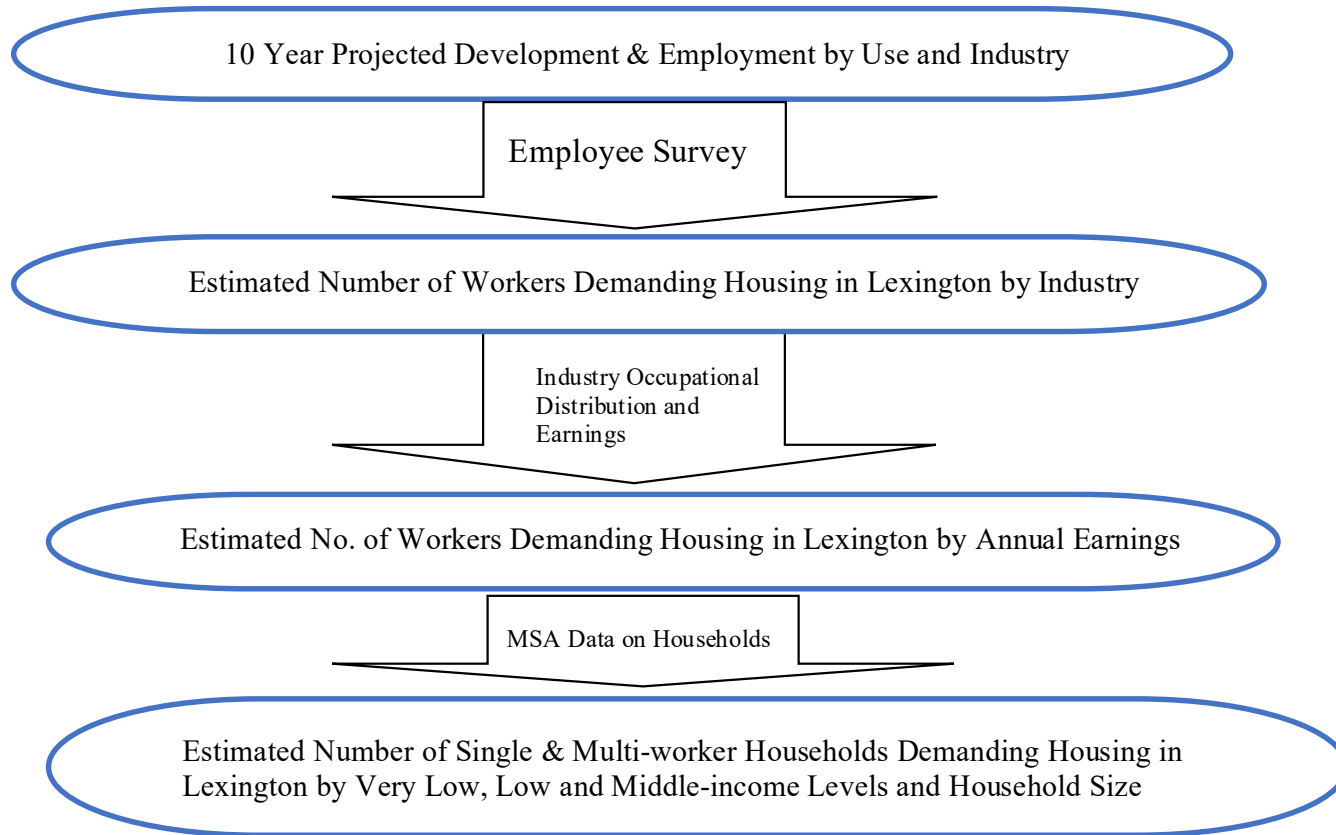 10 Year Projected Development & Employment by Use and Industry
Employee Survey
Estimated Number of Workers Demanding Housing in Lexington by Industry
Industry Occupational
Distribution and
Earnings
Estimated No. of Workers Demanding Housing in Lexington by Annual Earnings
MSA Data on Households
Estimated Number of Single & Multi-worker Households Demanding Housing in
Lexington by Very Low, Low and Middle-income Levels and Household Size